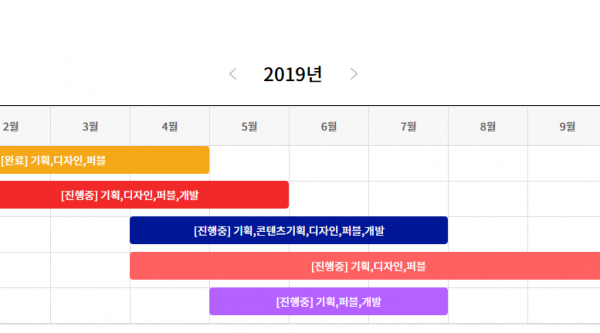 2019년
2월 3월 4월 5월 6월 7월 8월 9월
[완료] 기획,디자인,퍼블
[진행중] 기획,디자인,퍼블,개발
[진행중] 기획,콘텐츠기획,디자인,퍼블,개발
[진행중] 기획,디자인,퍼블
[진행중] 기획,퍼블,개발